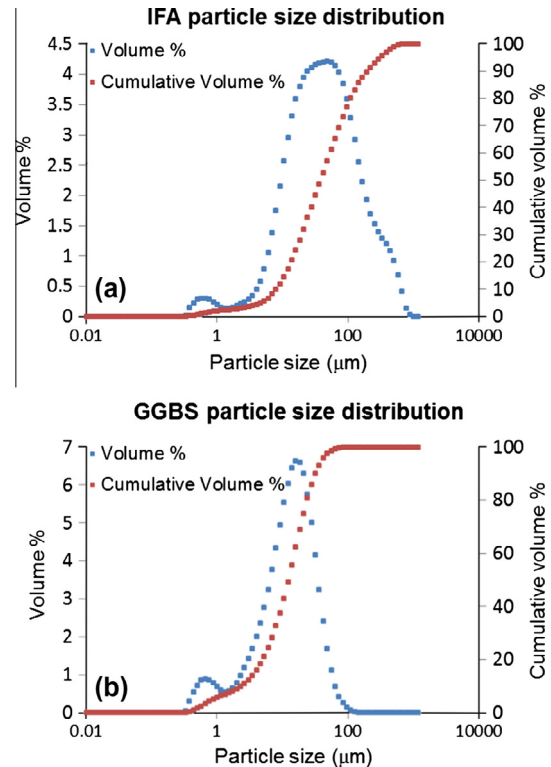 IFA particle size distribution
4.5
4
3.5
3
2.5
2
1.5
1
0.5
0
Volume %
Volume %
Cumulative Volume %
(a)
100
90
80
70
60
50
40
30
20
10
0
Cumulative volume %
0.01 1 100 10000
Particle size (μm)
GGBS particle size distribution
7
6
5
4
3
2
1
0
Volume %
Volume %
Cumulative Volume %
(b)
100
80
60
40
20
0
Cumulative volume %
0.01 1 100 10000
Particle size (μm)